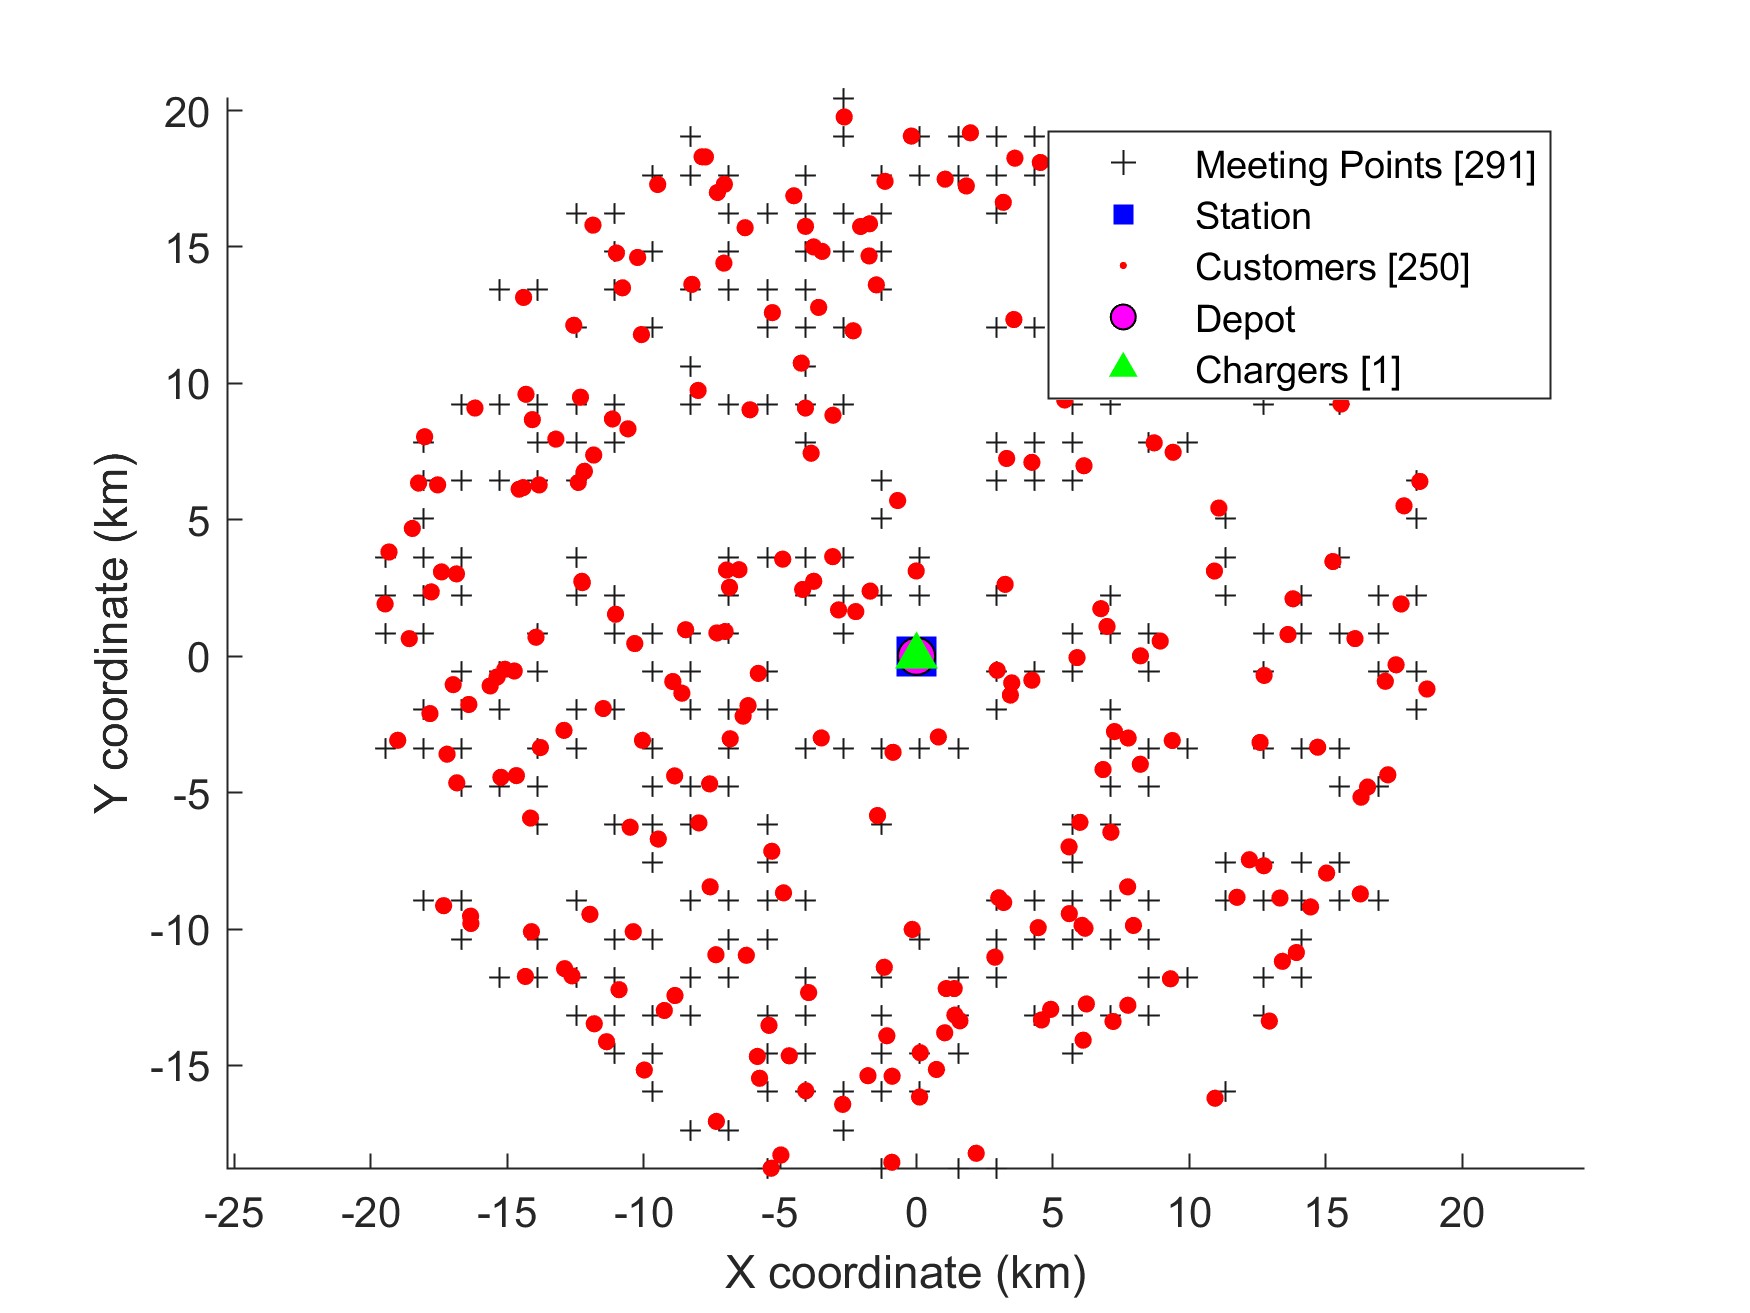 20
15
10
5
0
-5
-10
-15
Y coordinate (km)
Meeting Points [291]
Station
Customers [250]
Depot
Chargers [1]
-25 -20 -15 -10 -5 0 5 10 15 20
X coordinate (km)